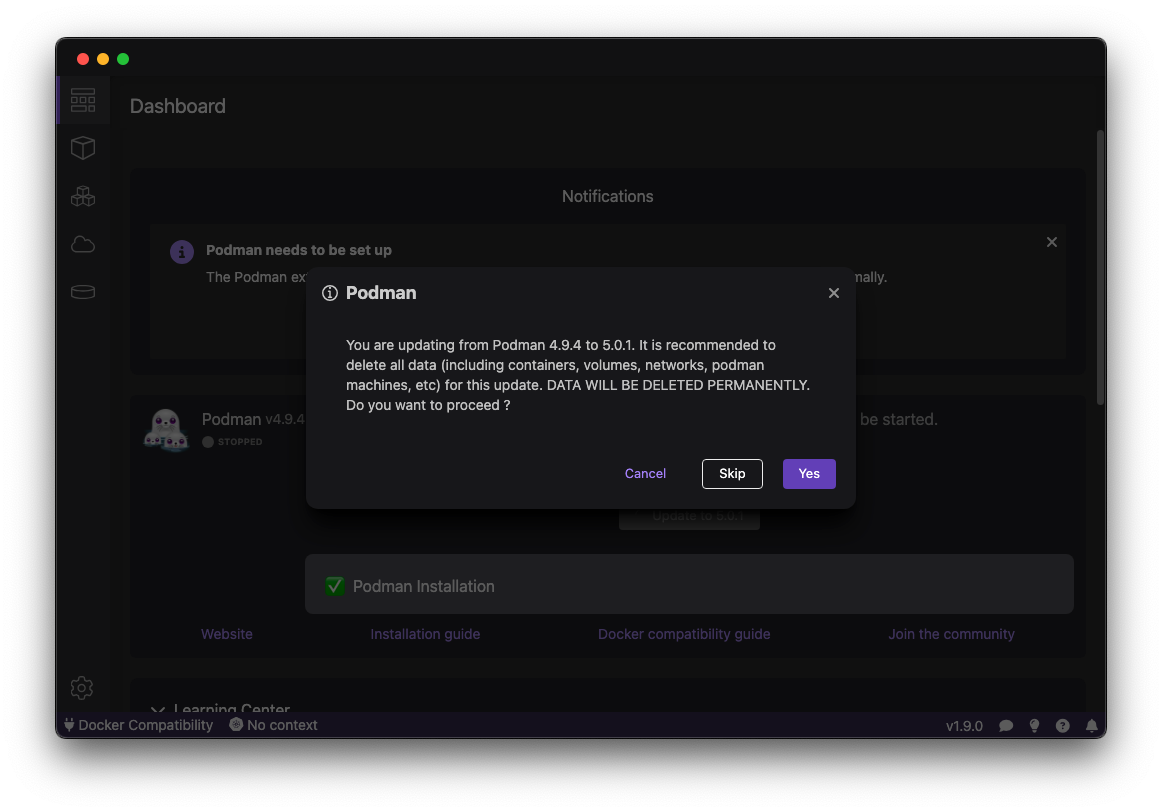 Dashboard
Notifications
Podman needs to be set up
The Podman ex
mally.
Podman
You are updating from Podman 4.9.4 to 5.0.1. It is recommended to
delete all data (including containers, volumes, networks, podman
machines, etc) for this update. DATA WILL BE DELETED PERMANENTLY.
Do you want to proceed ?
Cancel
Skip
Yes
Podman v4.9.4
be started.
STOPPED
Update to 5.0.1
Podman Installation
Website
Installation guide
Docker compatibility guide
Join the community
Learning Center
Docker Compatibility
No context
v1.9.0